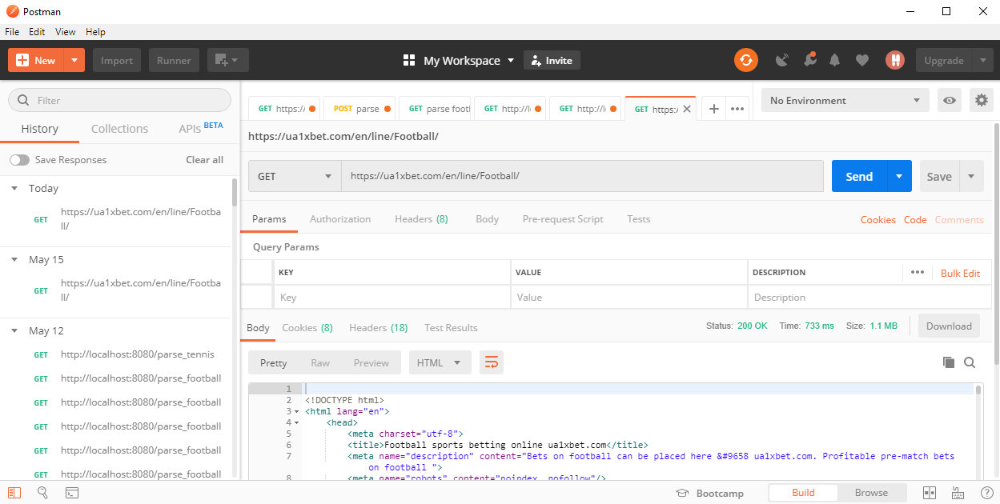 Postman
File Edit View Help
New Import Runner My Workspace Invite Upgrade
Filter
History Collections APIs BETA
Save Responses Clear all
Today
GET https://ua1xbet.com/en/line/Footba
ll/
May 15
GET https://ua1xbet.com/en/line/Footba
ll/
May 12
GET http://localhost:8080/parse_tennis
GET http://localhost:8080/parse_football
GET http://localhost:8080/parse_football
GET http://localhost:8080/parse_football
GET http://localhost:8080/parse_football
GET http://localhost:8080/parse_football
GET https:/ POST parse GET parse foot GET http://l GET http://l GET https:/ No Environment
https://ua1xbet.com/en/line/Football/
GET https://ua1xbet.com/en/line/Football/ Send Save
Params Authorization Headers (8) Body Pre-request Script Tests Cookies Code Comments
Query Params
KEY VALUE DESCRIPTION Bulk Edit
Key Value Description
Body Cookies (8) Headers (18) Test Results Status: 200 OK Time: 733 ms Size: 1.1 MB Download
Pretty Raw Preview HTML
1
2 <!DOCTYPE html>
3 <html lang="en">
4 <head>
5 <meta charset="utf-8">
6 <title>Football sports betting online ua1xbet.com</title>
7 <meta name="description" content="Bets on football can be placed here &#9658 ua1xbet.com. Profitable pre-match bets
on football ">
8 <meta name="robots" content="noindex, nofollow"/>
Bootcamp Build Browse